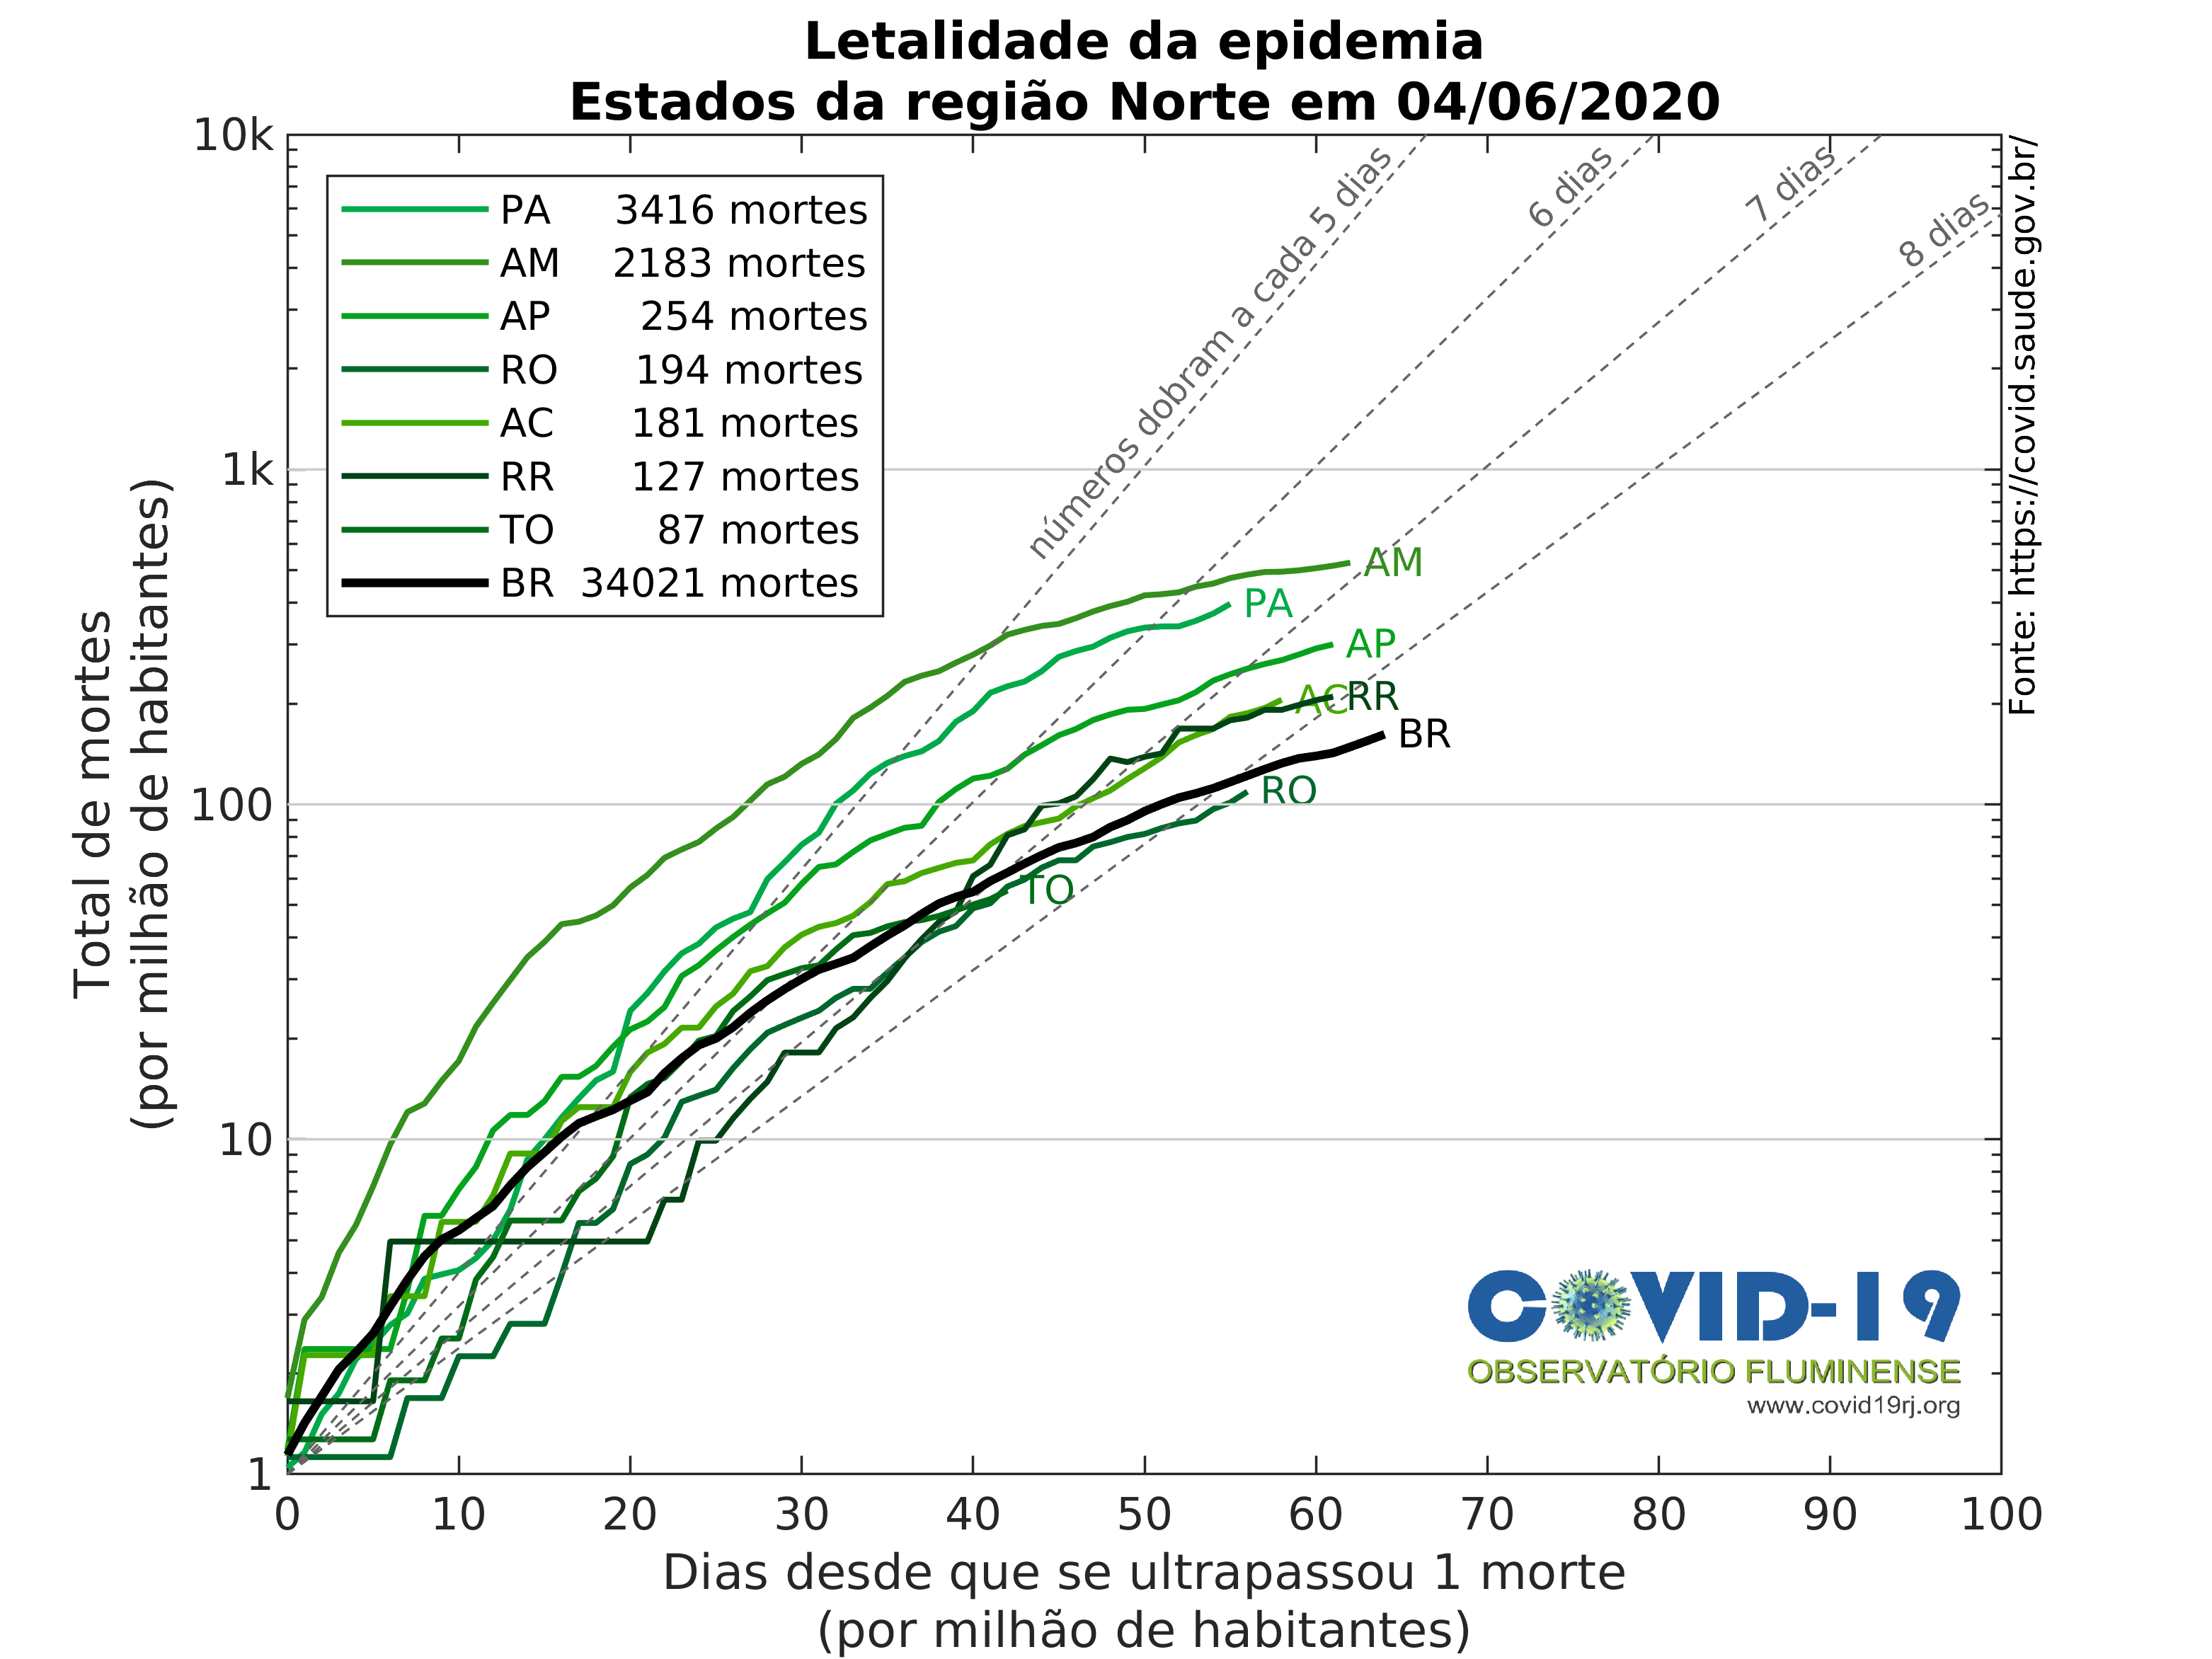 Letalidade da epidemia
Estados da região Norte em 04/06/2020
10k
1k
100
10
1
Total de mortes
(por milhão de habitantes)
PA 3416 mortes
AM 2183 mortes
AP 254 mortes
RO 194 mortes
AC 181 mortes
RR 127 mortes
TO 87 mortes
BR 34021 mortes
números dobram a cada 5 dias
6 dias
7 dias
8 dias
AM
PA
AP
AC
RR
BR
RO
TO
Fonte: https://covid.saude.gov.br/
COVID-19
OBSERVATÓRIO FLUMINENSE
www.covid19rj.org
0 10 20 30 40 50 60 70 80 90 100
Dias desde que se ultrapassou 1 morte
(por milhão de habitantes)